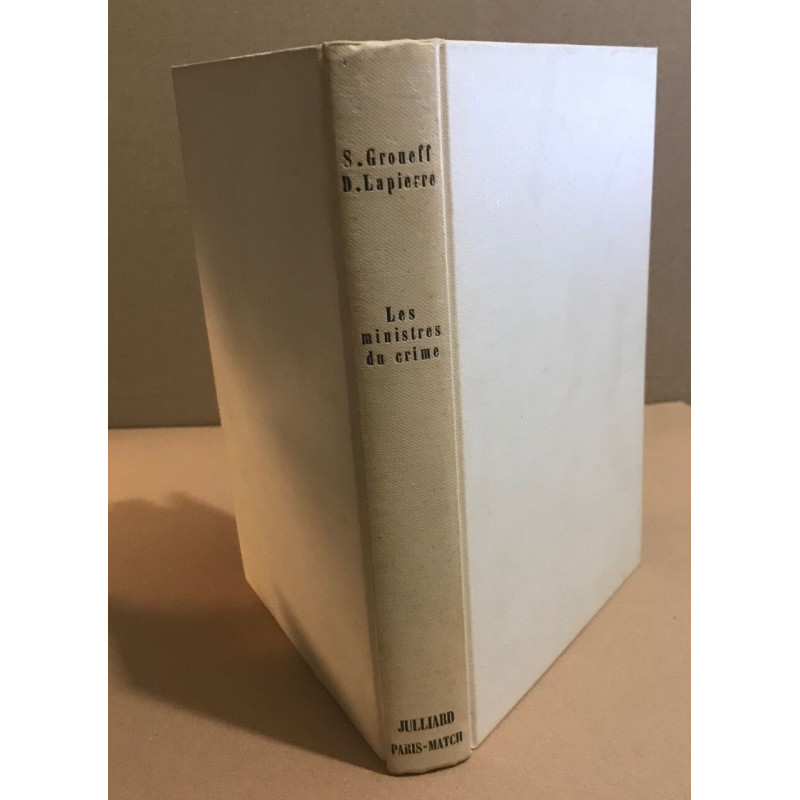 S. Groueff
D. Lapierre
Les
ministres
du crime
JULLIARD
PARIS-MATCH